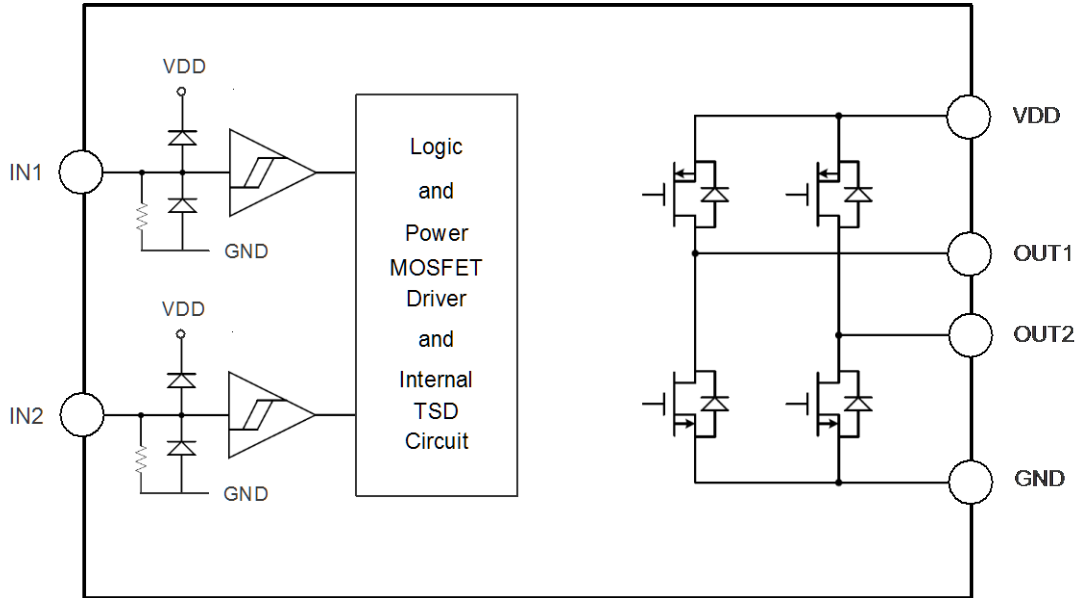 VDD
IN1
GND
VDD
IN2
GND
Logic
and
Power
MOSFET
Driver
and
Internal
TSD
Circuit
VDD
OUT1
OUT2
GND